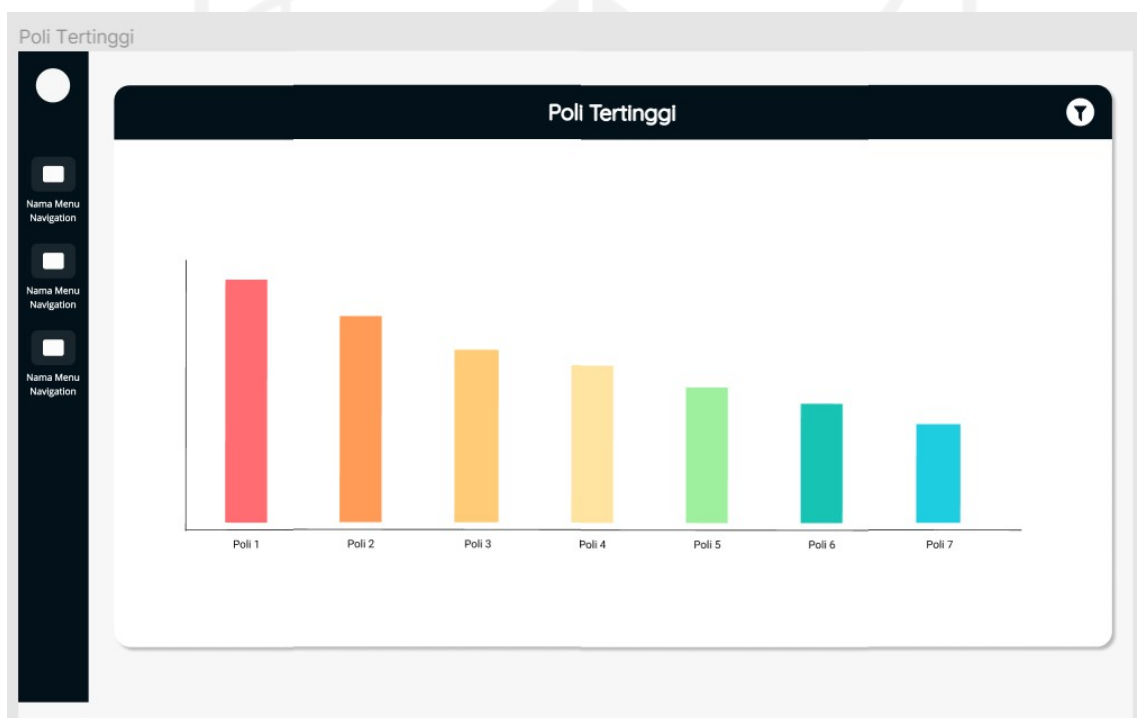 Poli Tertinggi
Poli Tertinggi
Nama Menu
Navigation
Nama Menu
Navigation
Nama Menu
Navigation
Poli 1
Poli 2
Poli 3
Poli 4
Poli 5
Poli 6
Poli 7